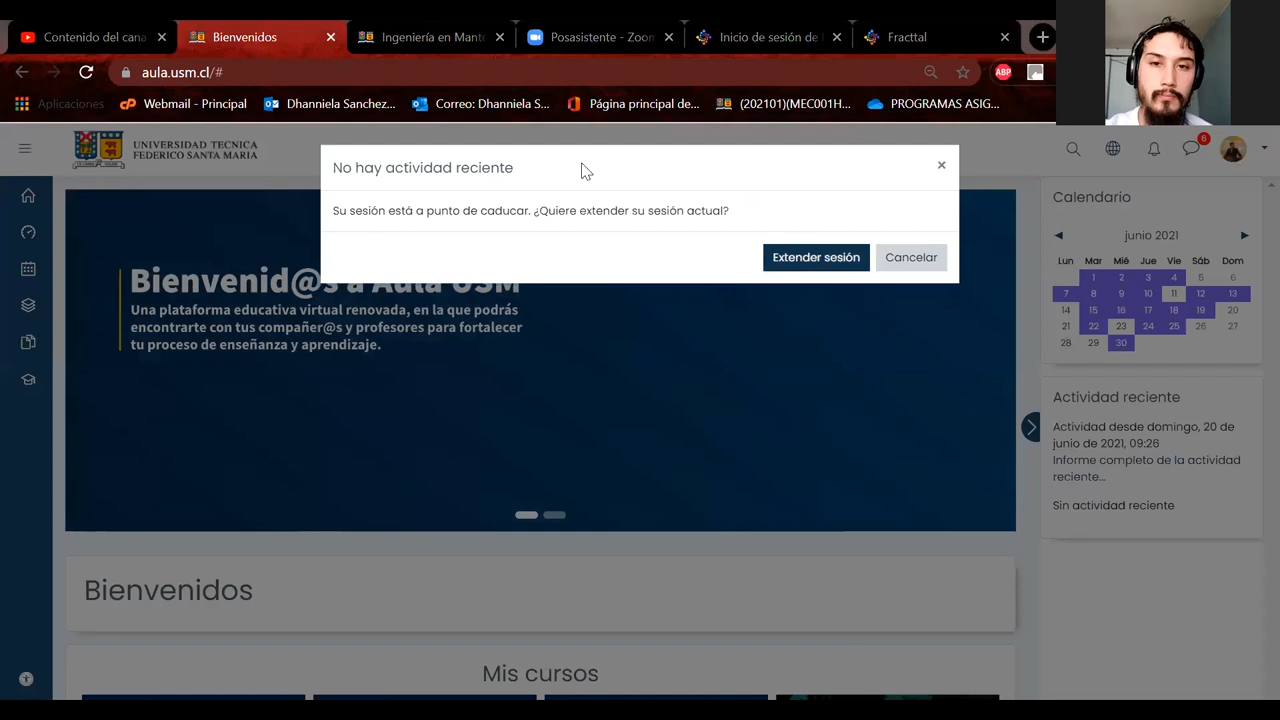 Contenido del cana
Bienvenidos
Ingeniería en Mante
Posasistente - Zoom
Inicio de sesión de l
Fracttal
aula.usm.cl/#
ABP
Aplicaciones
Webmail - Principal
Dhanniela Sanchez...
Correo: Dhanniela S...
Página principal de...
(202101)(MEC001H...
PROGRAMAS ASIG...
UNIVERSIDAD TECNICA
FEDERICO SANTA MARIA
6
No hay actividad reciente
Su sesión está a punto de caducar. ¿Quiere extender su sesión actual?
Extender sesión
Cancelar
Bienvenid@s a Aula USM
Una plataforma educativa virtual renovada, en la que podrás
encontrarte con tus compañer@s y profesores para fortalecer
tu proceso de enseñanza y aprendizaje.
Calendario
junio 2021
Lun Mar Mié Jue Vie Sáb Dom
1 2 3 4 5 6
7 8 9 10 11 12 13
14 15 16 17 18 19 20
21 22 23 24 25 26 27
28 29 30
Actividad reciente
Actividad desde domingo, 20 de
junio de 2021, 09:26
Informe completo de la actividad
reciente...
Sin actividad reciente
Bienvenidos
Mis cursos